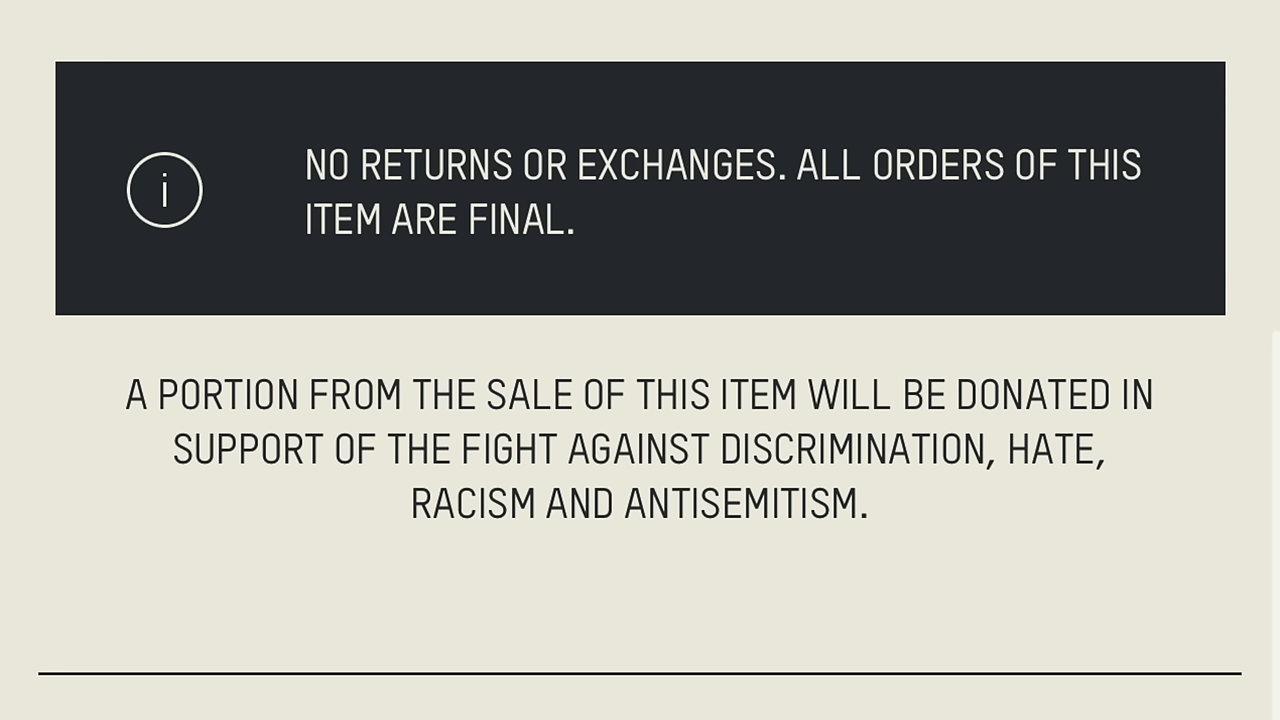 i
NO RETURNS OR EXCHANGES. ALL ORDERS OF THIS
ITEM ARE FINAL.
A PORTION FROM THE SALE OF THIS ITEM WILL BE DONATED IN
SUPPORT OF THE FIGHT AGAINST DISCRIMINATION, HATE,
RACISM AND ANTISEMITISM.